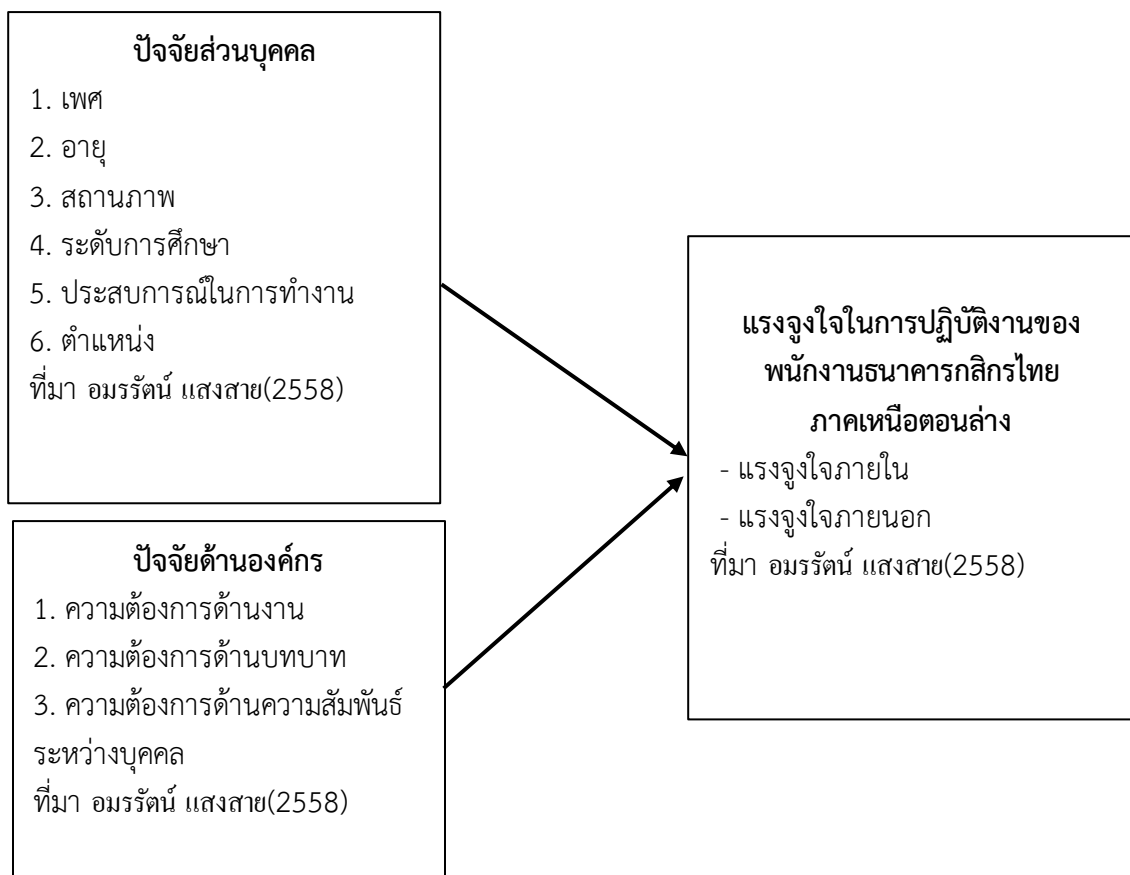 ปัจจัยส่วนบุคคล
1. เพศ
2. อายุ
3. สถานภาพ
4. ระดับการศึกษา
5. ประสบการณ์ในการทำงาน
6. ตำแหน่ง
ที่มา อมรรัตน์ แสงสาย(2558)
ปัจจัยด้านองค์กร
1. ความต้องการด้านงาน
2. ความต้องการด้านบทบาท
3. ความต้องการด้านความสัมพันธ์
ระหว่างบุคคล
ที่มา อมรรัตน์ แสงสาย(2558)
แรงจูงใจในการปฏิบัติงานของ
พนักงานธนาคารกสิกรไทย
ภาคเหนือตอนล่าง
- แรงจูงใจภายใน
- แรงจูงใจภายนอก
ที่มา อมรรัตน์ แสงสาย(2558)